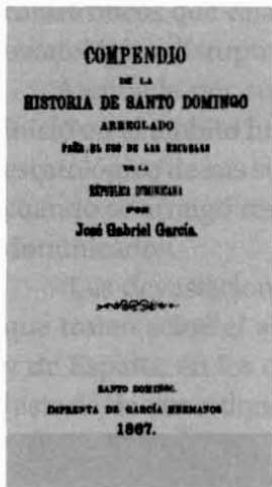 COMPENDIO
DE LA
HISTORIA DE SANTO DOMINGO
ARREGLADO
PARA EL USO DE LAS ESCUELAS
DE LA
REPÚBLICA DOMINICANA
POR
José Gabriel García.
SANTO DOMINGO.
IMPRENTA DE GARCÍA HERMANOS
1867.